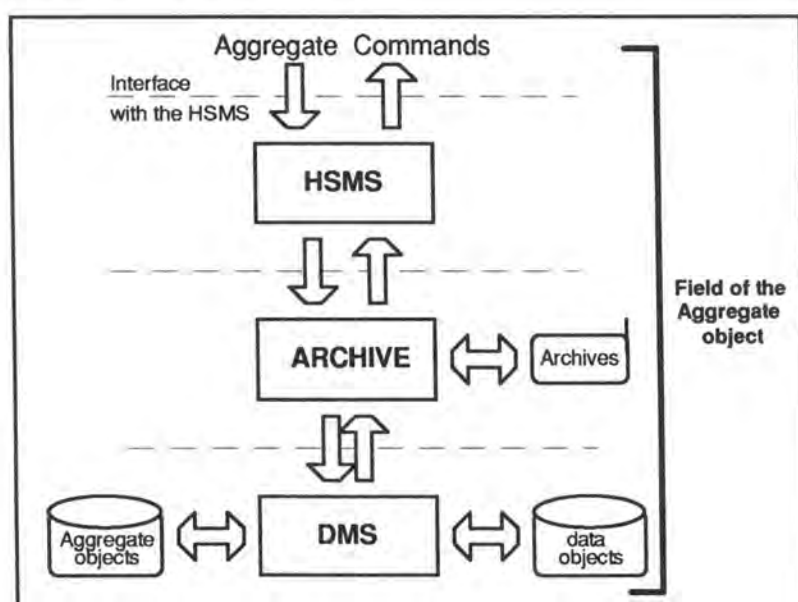 Aggregate Commands
Interface
with the HSMS
HSMS
Field of the
Aggregate
object
ARCHIVE
Archives
DMS
Aggregate
objects
data
objects